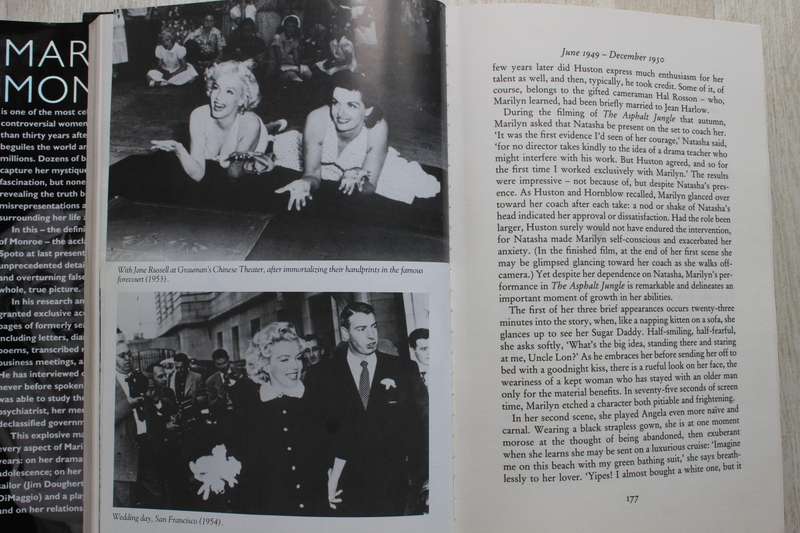 MAR
MON
is one of the most cel
controversial women
than thirty years afte
beguiles the world an
millions. Dozens of b
capture her mystique
fascination, but none
revealing the truth b
misrepresentations a
surrounding her life a
In this – the defini
of Monroe – the accla
Spoto at last present
unprecedented detai
and overturning false
whole, true picture.
In his research an
granted exclusive acc
pages of formerly se
including letters, dia
poems, transcribed r
business meetings, a
He has interviewed c
never before spoken
was able to study the
psychiatrist, her med
declassified governm
This explosive ma
every aspect of Mari
years: on her drama
adolescence; on her
sailor (Jim Doughert
DiMaggio) and a play
and on her relations
With Jane Russell at Grauman's Chinese Theater, after immortalizing their handprints in the famous
forecourt (1953).
Wedding day, San Francisco (1954).
June 1949 – December 1950
few years later did Huston express much enthusiasm for her
talent as well, and then, typically, he took credit. Some of it, of
course, belongs to the gifted cameraman Hal Rosson – who,
Marilyn learned, had been briefly married to Jean Harlow.
During the filming of The Asphalt Jungle that autumn,
Marilyn asked that Natasha be present on the set to coach her.
'It was the first evidence I'd seen of her courage,' Natasha said,
'for no director takes kindly to the idea of a drama teacher who
might interfere with his work. But Huston agreed, and so for
the first time I worked exclusively with Marilyn.' The results
were impressive – not because of, but despite Natasha's pres-
ence. As Huston and Hornblow recalled, Marilyn glanced over
toward her coach after each take: a nod or shake of Natasha's
head indicated her approval or dissatisfaction. Had the role been
larger, Huston surely would not have endured the intervention,
for Natasha made Marilyn self-conscious and exacerbated her
anxiety. (In the finished film, at the end of her first scene she
may be glimpsed glancing toward her coach as she walks off-
camera.) Yet despite her dependence on Natasha, Marilyn's per-
formance in The Asphalt Jungle is remarkable and delineates an
important moment of growth in her abilities.
The first of her three brief appearances occurs twenty-three
minutes into the story, when, like a napping kitten on a sofa, she
glances up to see her Sugar Daddy. Half-smiling, half-fearful,
she asks softly, 'What's the big idea, standing there and staring
at me, Uncle Lon?' As he embraces her before sending her off to
bed with a goodnight kiss, there is a rueful look on her face, the
weariness of a kept woman who has stayed with an older man
only for the material benefits. In seventy-five seconds of screen
time, Marilyn etched a character both pitiable and frightening.
In her second scene, she played Angela even more naïve and
carnal. Wearing a black strapless gown, she is at one moment
morose at the thought of being abandoned, then exuberant
when she learns she may be sent on a luxurious cruise: 'Imagine
me on this beach with my green bathing suit,' she says breath-
lessly to her lover. 'Yipes! I almost bought a white one, but it
177